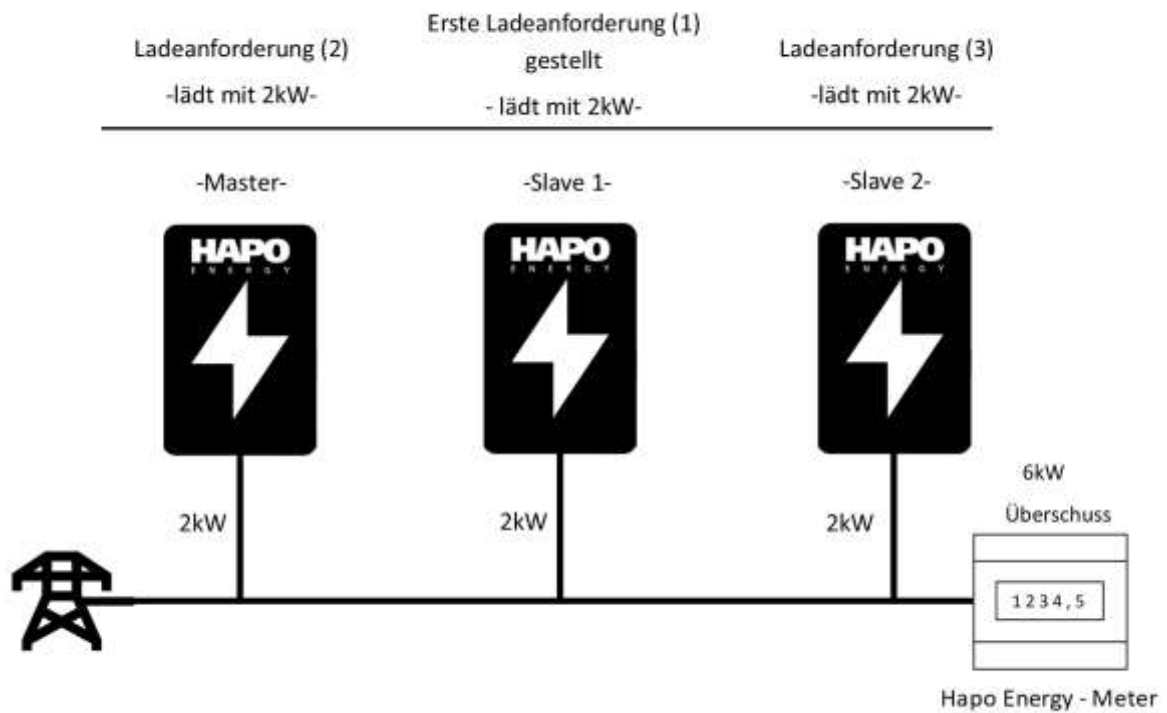 Ladeanforderung (2)
-lädt mit 2kW-
Erste Ladeanforderung (1)
gestellt
- lädt mit 2kW-
Ladeanforderung (3)
-lädt mit 2kW-
-Master-
-Slave 1-
-Slave 2-
HAPO
ENERGY
HAPO
ENERGY
HAPO
ENERGY
2kW
2kW
2kW
6kW
Überschuss
1234,5
Hapo Energy - Meter